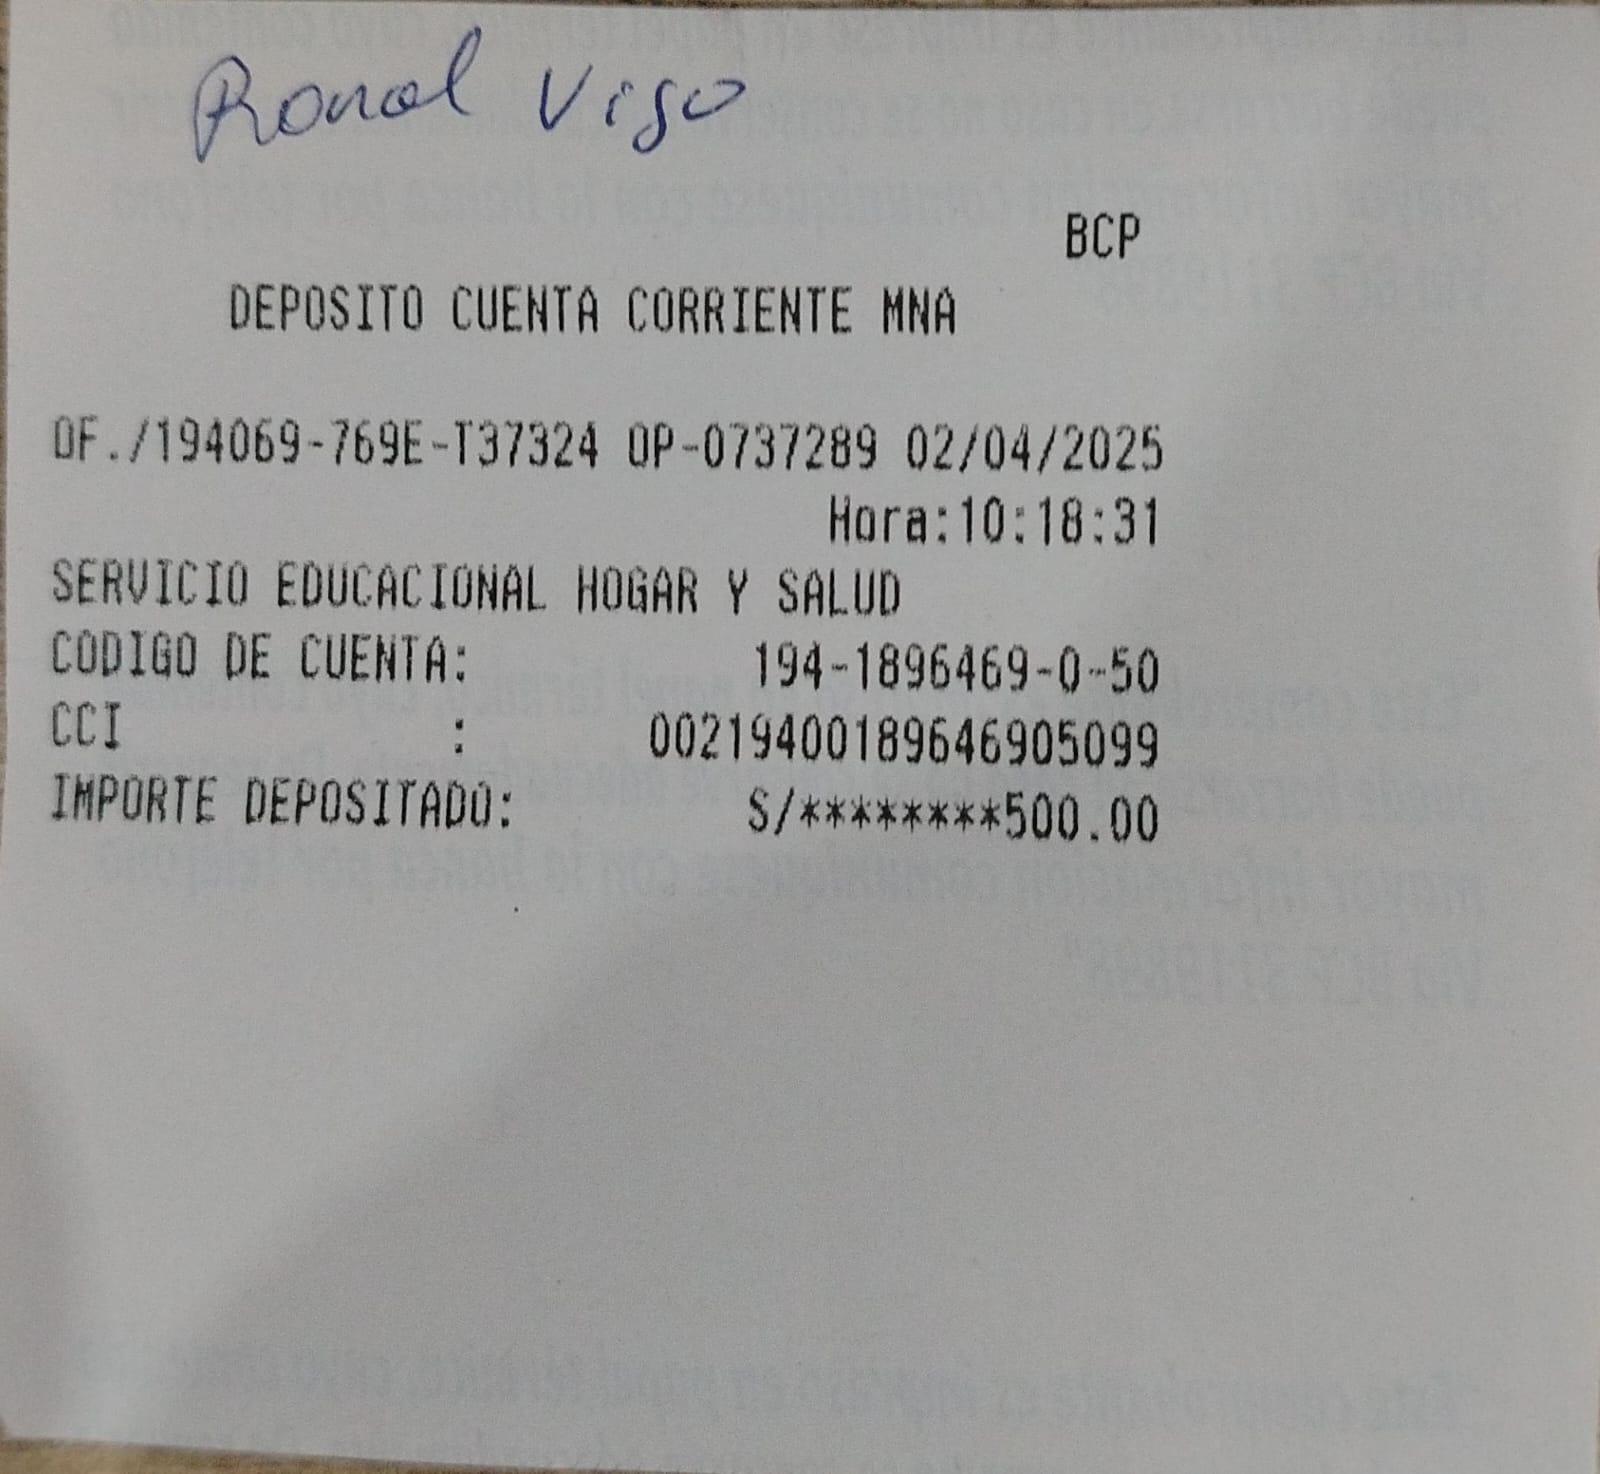 Ronal Vigo
BCP
DEPOSITO CUENTA CORRIENTE MNA
OF./194069-769E-T37324 OP-0737289 02/04/2025
Hora:10:18:31
SERVICIO EDUCACIONAL HOGAR Y SALUD
CODIGO DE CUENTA: 194-1896469-0-50
CCI : 00219400189646905099
IMPORTE DEPOSITADO: S/********500.00